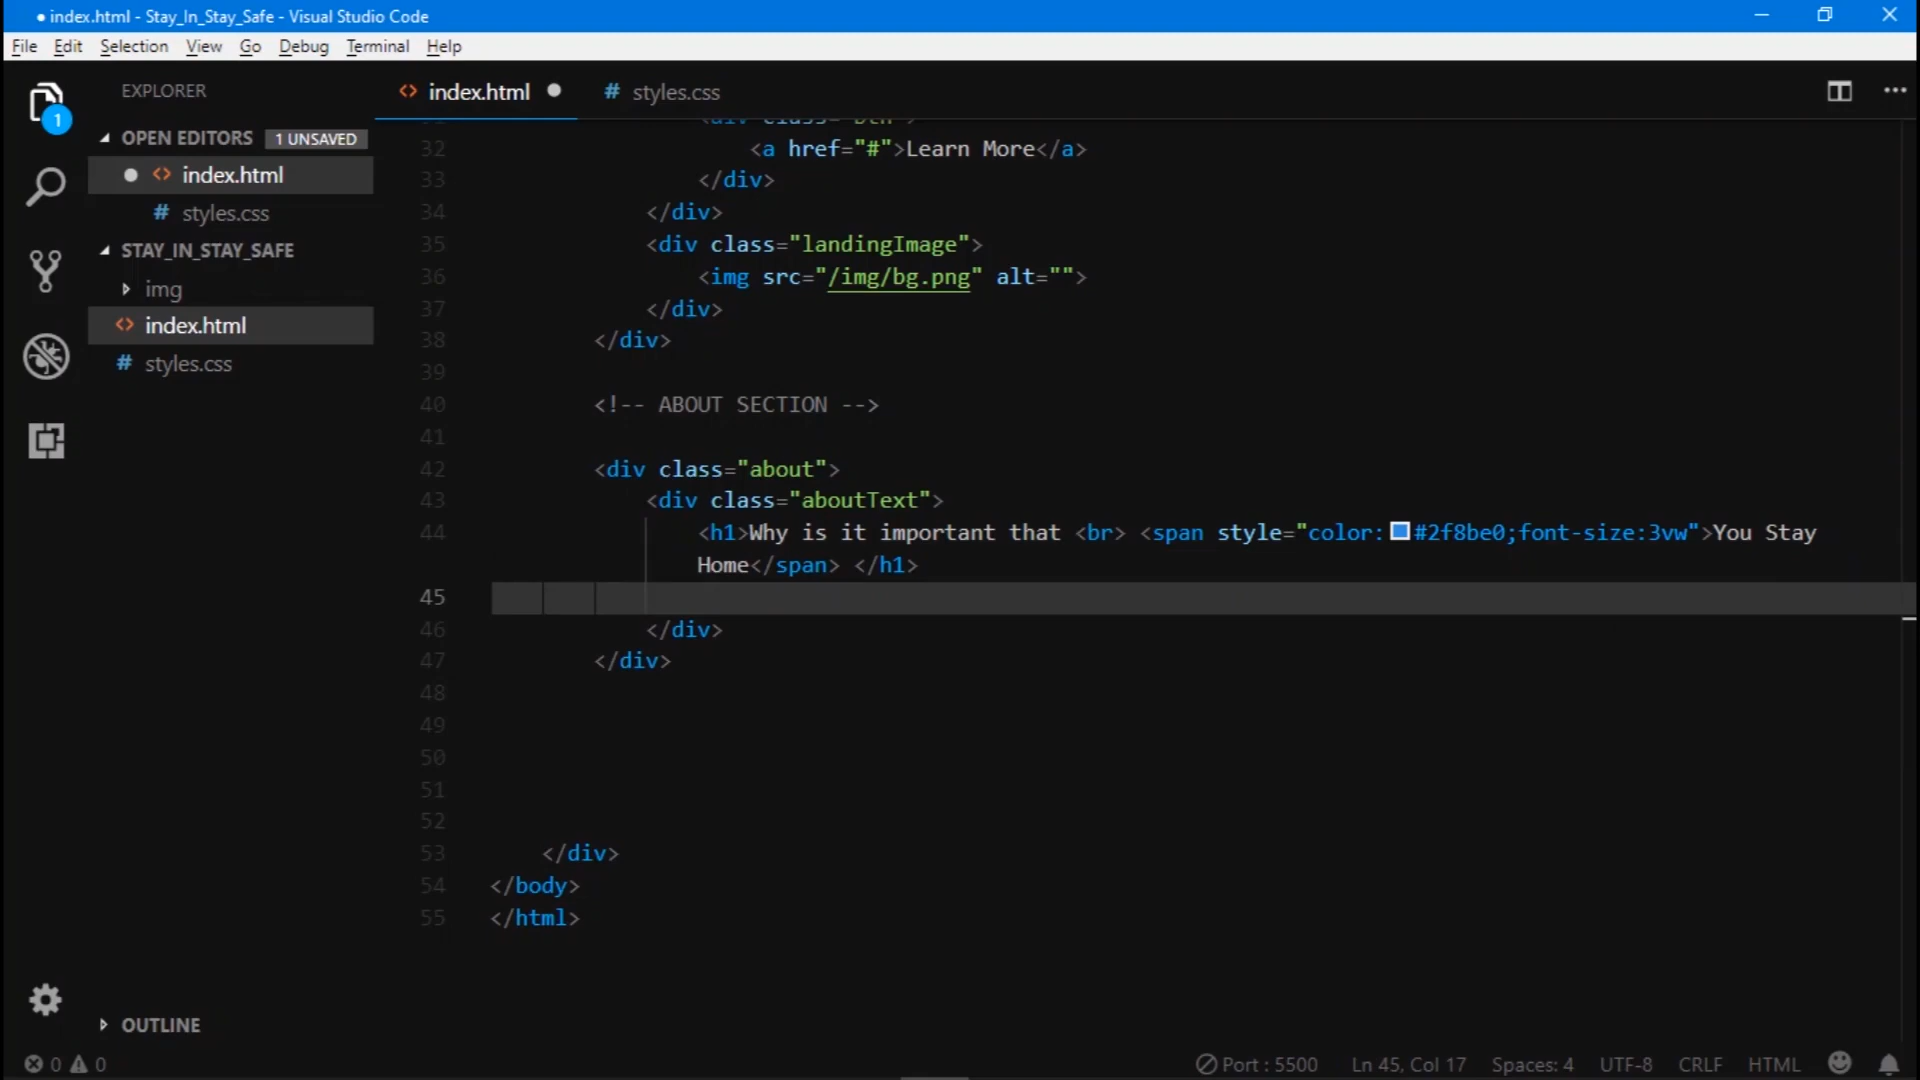 ● index.html - Stay_In_Stay_Safe - Visual Studio Code
File Edit Selection View Go Debug Terminal Help
EXPLORER
1
OPEN EDITORS 1 UNSAVED
● <> index.html
# styles.css
STAY_IN_STAY_SAFE
img
<> index.html
# styles.css
OUTLINE
<> index.html ● # styles.css
32 <a href="#">Learn More</a>
33 </div>
34 </div>
35 <div class="landingImage">
36 <img src="/img/bg.png" alt="">
37 </div>
38 </div>
39
40 <!-- ABOUT SECTION -->
41
42 <div class="about">
43 <div class="aboutText">
44 <h1>Why is it important that <br> <span style="color:#2f8be0;font-size:3vw">You Stay
Home</span> </h1>
45
46 </div>
47 </div>
48
49
50
51
52
53 </div>
54 </body>
55 </html>
0 0 Port : 5500 Ln 45, Col 17 Spaces: 4 UTF-8 CRLF HTML